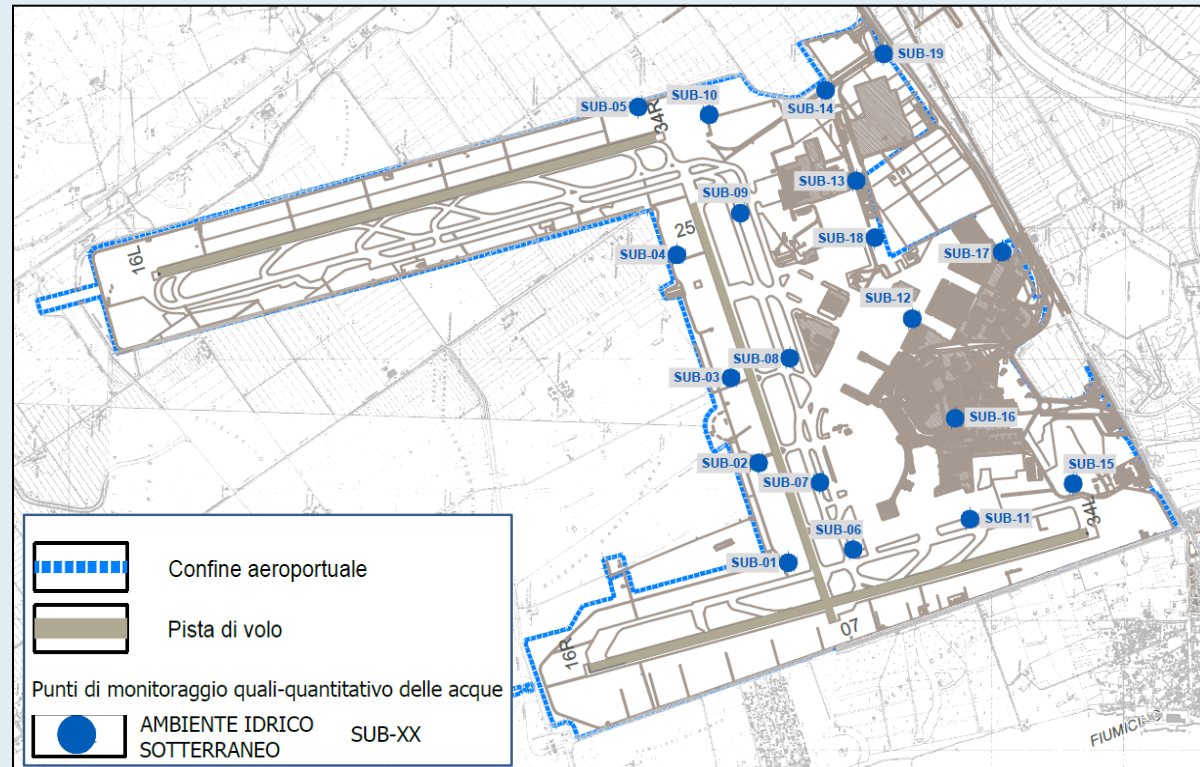 SUB-19
SUB-14
SUB-10
SUB-05
34R
SUB-13
SUB-09
SUB-18
25
SUB-04
SUB-17
16L
SUB-12
SUB-08
SUB-03
SUB-16
SUB-02
SUB-07
SUB-15
34L
SUB-11
SUB-06
SUB-01
07
16R
FIUMICI
Confine aeroportuale
Pista di volo
Punti di monitoraggio quali-quantitativo delle acque
AMBIENTE IDRICO
SOTTERRANEO
SUB-XX